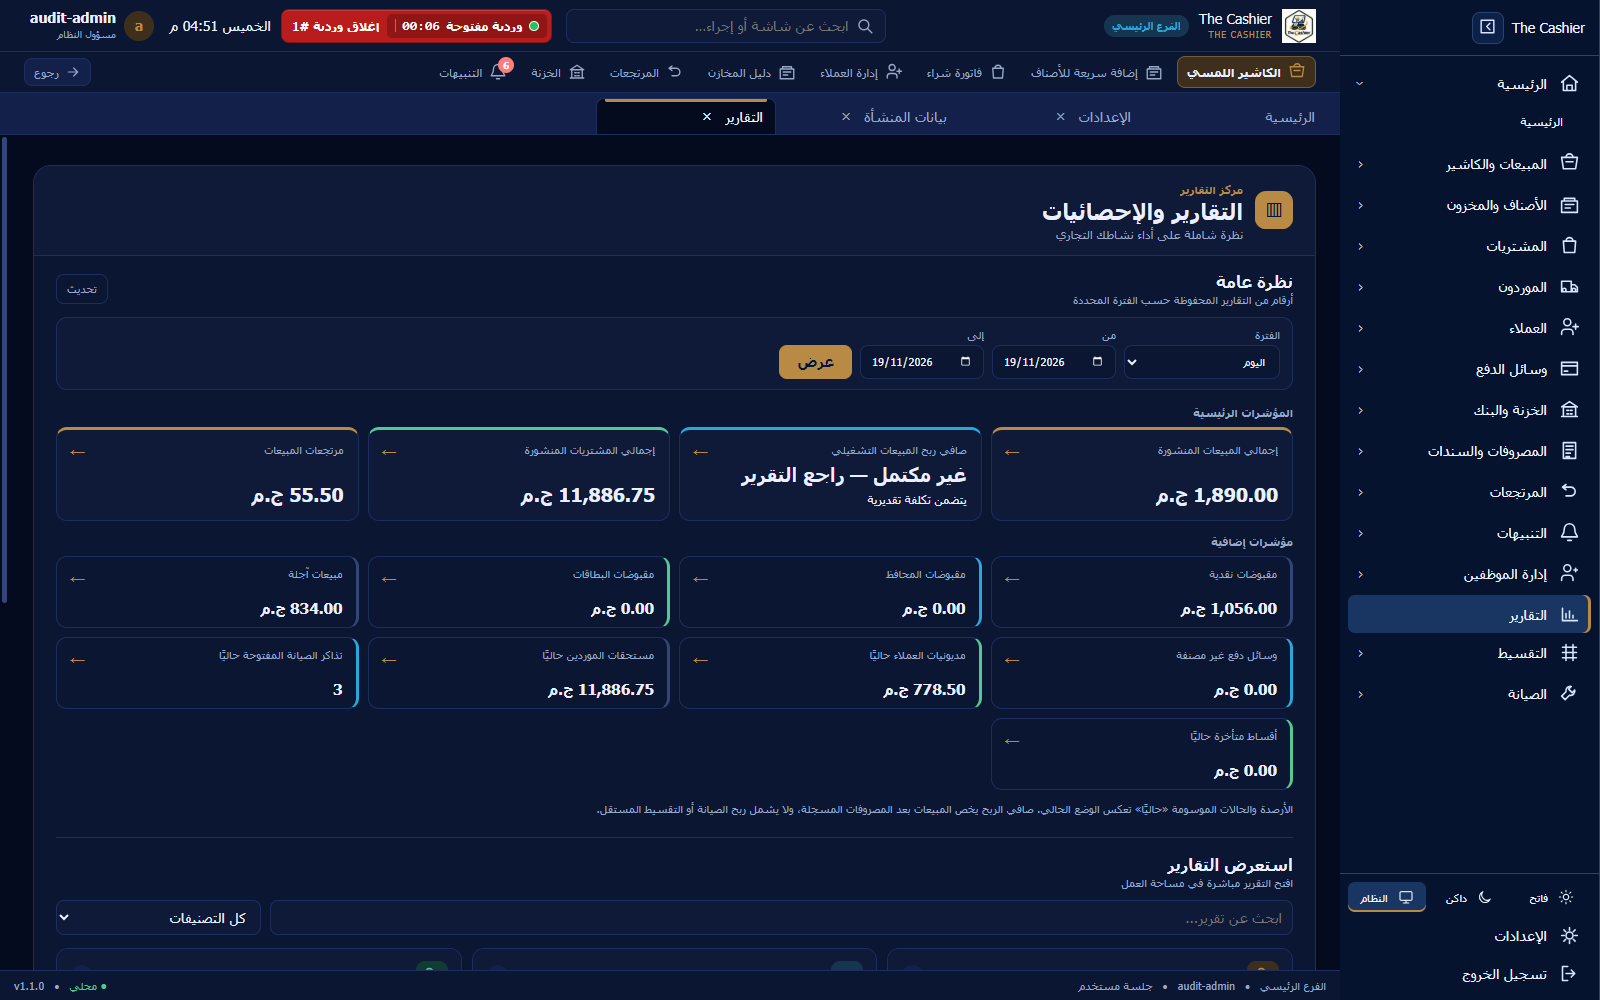 The Cashier
الرئيسية
الرئيسية
المبيعات والكاشير
الأصناف والمخزون
المشتريات
الموردون
العملاء
وسائل الدفع
الخزنة والبنك
المصروفات والسندات
المرتجعات
التنبيهات
إدارة الموظفين
التقارير
التقسيط
الصيانة
فاتح
داكن
النظام
الإعدادات
تسجيل الخروج
The Cashier
THE CASHIER
الفرع الرئيسي
ابحث عن شاشة أو إجراء...
وردية مفتوحة 00:06
إغلاق وردية #1
الخميس 04:51 م
a
audit-admin
مسؤول النظام
الكاشير اللمسي
إضافة سريعة للأصناف
فاتورة شراء
إدارة العملاء
دليل المخازن
المرتجعات
الخزنة
التنبيهات
6
رجوع
الرئيسية
الإعدادات ×
بيانات المنشأة ×
التقارير ×
مركز التقارير
التقارير والإحصائيات
نظرة شاملة على أداء نشاطك التجاري
نظرة عامة
أرقام من التقارير المحفوظة حسب الفترة المحددة
تحديث
الفترة
من
إلى
اليوم
19/11/2026
19/11/2026
عرض
المؤشرات الرئيسية
إجمالي المبيعات المنشورة
1,890.00 ج.م
صافي ربح المبيعات التشغيلي
غير مكتمل — راجع التقرير
يتضمن تكلفة تقديرية
إجمالي المشتريات المنشورة
11,886.75 ج.م
مرتجعات المبيعات
55.50 ج.م
مؤشرات إضافية
مقبوضات نقدية
1,056.00 ج.م
مقبوضات المحافظ
0.00 ج.م
مقبوضات البطاقات
0.00 ج.م
مبيعات آجلة
834.00 ج.م
وسائل دفع غير مصنفة
0.00 ج.م
مديونيات العملاء حاليًا
778.50 ج.م
مستحقات الموردين حاليًا
11,886.75 ج.م
تذاكر الصيانة المفتوحة حاليًا
3
أقساط متأخرة حاليًا
0.00 ج.م
الأرصدة والحالات الموسومة «حاليًا» تعكس الوضع الحالي. صافي الربح يخص المبيعات بعد المصروفات المسجلة، ولا يشمل ربح الصيانة أو التقسيط المستقل.
استعرض التقارير
افتح التقرير مباشرة في مساحة العمل
ابحث عن تقرير...
كل التصنيفات
الفرع الرئيسي • audit-admin • جلسة مستخدم
محلي • v1.1.0